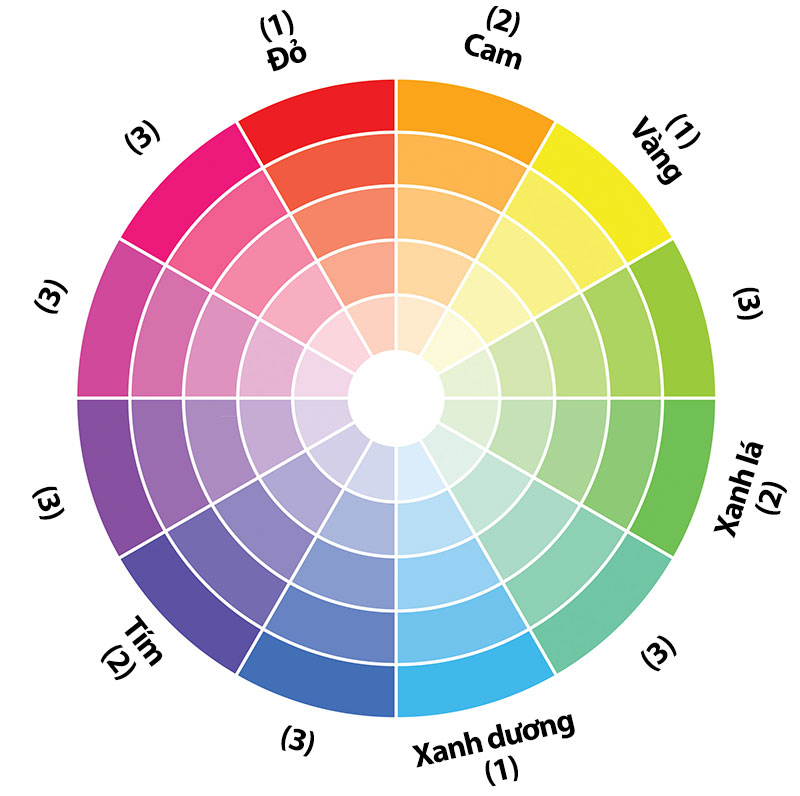 (1)
Đỏ
(2)
Cam
(1)
Vàng
(3)
Xanh lá
(2)
(3)
Xanh dương
(1)
(3)
Tím
(2)
(3)
(3)
(3)